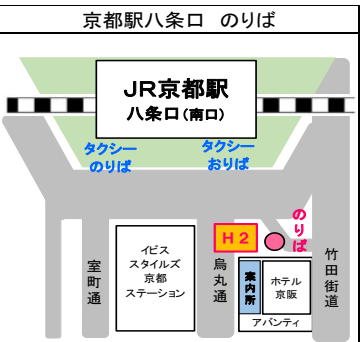 京都駅八条口 のりば
JR京都駅
八条口(南口)
タクシー
のりば
タクシー
おりば
のりば
H2
イビス
スタイルズ
京都
ステーション
室町通
烏丸通
案内所
ホテル
京阪
アバンティ
竹田街道